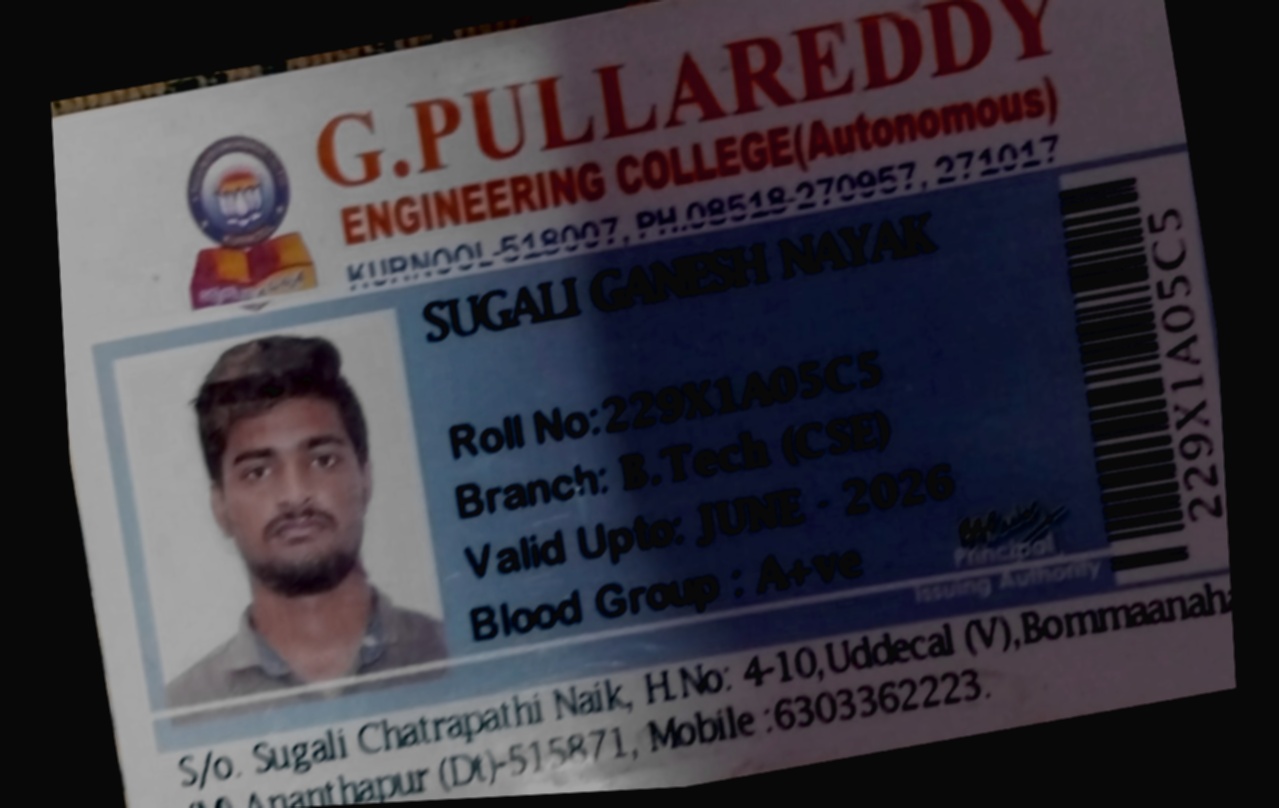 G.PULLAREDDY
ENGINEERING COLLEGE(Autonomous)
KURNOOL-518007, PH.08518-270957, 271017
SUGALI GANESH NAYAK
Roll No:229X1A05C5
Branch: B.Tech (CSE)
Valid Upto: JUNE - 2026
Blood Group : A+ve
Principal
Issuing Authority
229X1A05C5
S/o. Sugali Chatrapathi Naik, H.No: 4-10,Uddecal (V),Bommaanaha
(M) Ananthapur (Dt)-515871, Mobile :6303362223.